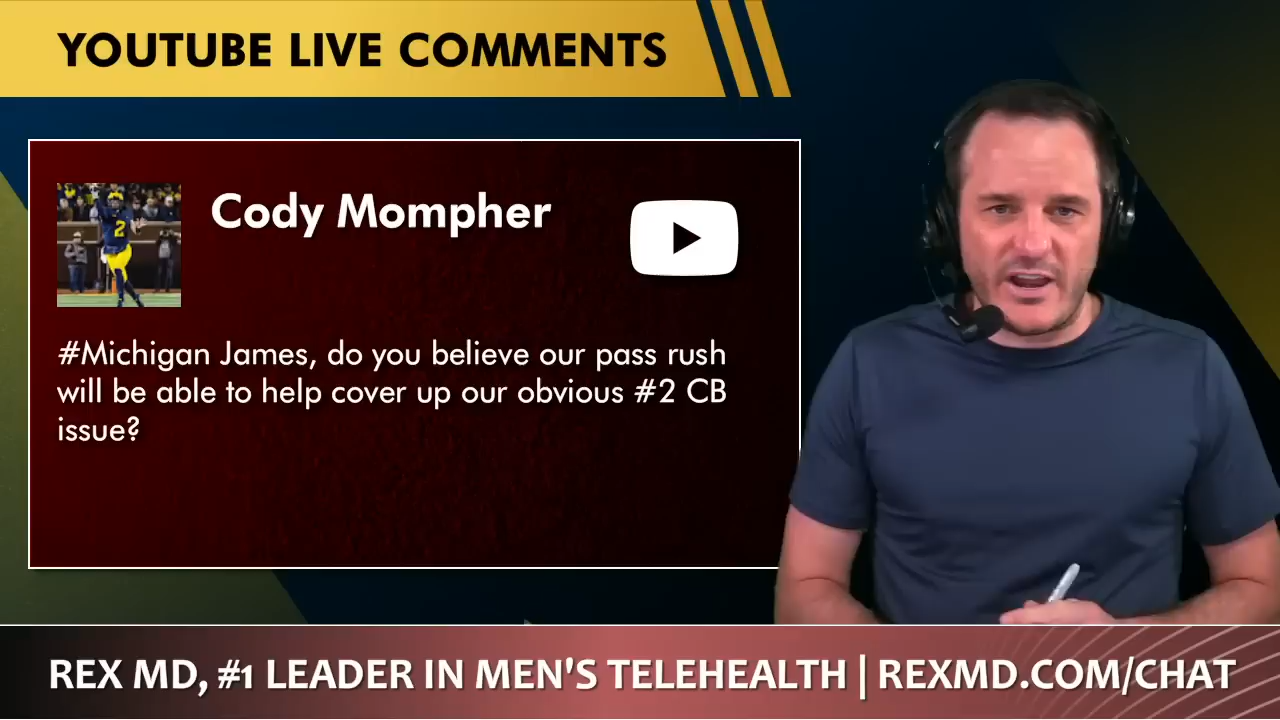 YOUTUBE LIVE COMMENTS
Cody Mompher
2
#Michigan James, do you believe our pass rush
will be able to help cover up our obvious #2 CB
issue?
REX MD, #1 LEADER IN MEN'S TELEHEALTH | REXMD.COM/CHAT